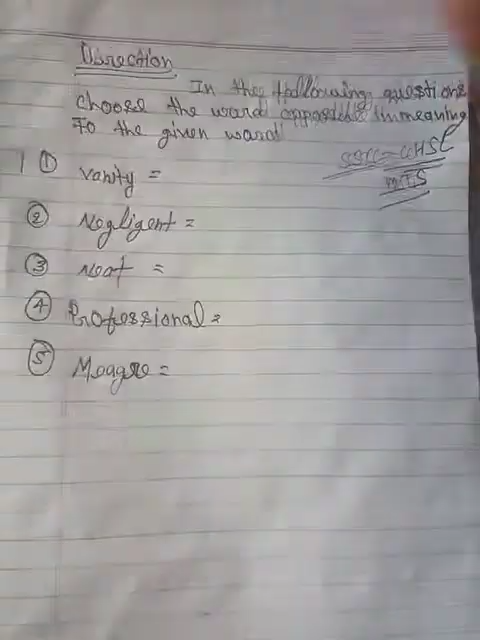 Direction
In the following questions
choose the word opposite in meaning
To the given word
SSC = CHSL
MTS
① Vanity =
② Negligent =
③ Neat =
④ Professional =
⑤ Meagre =